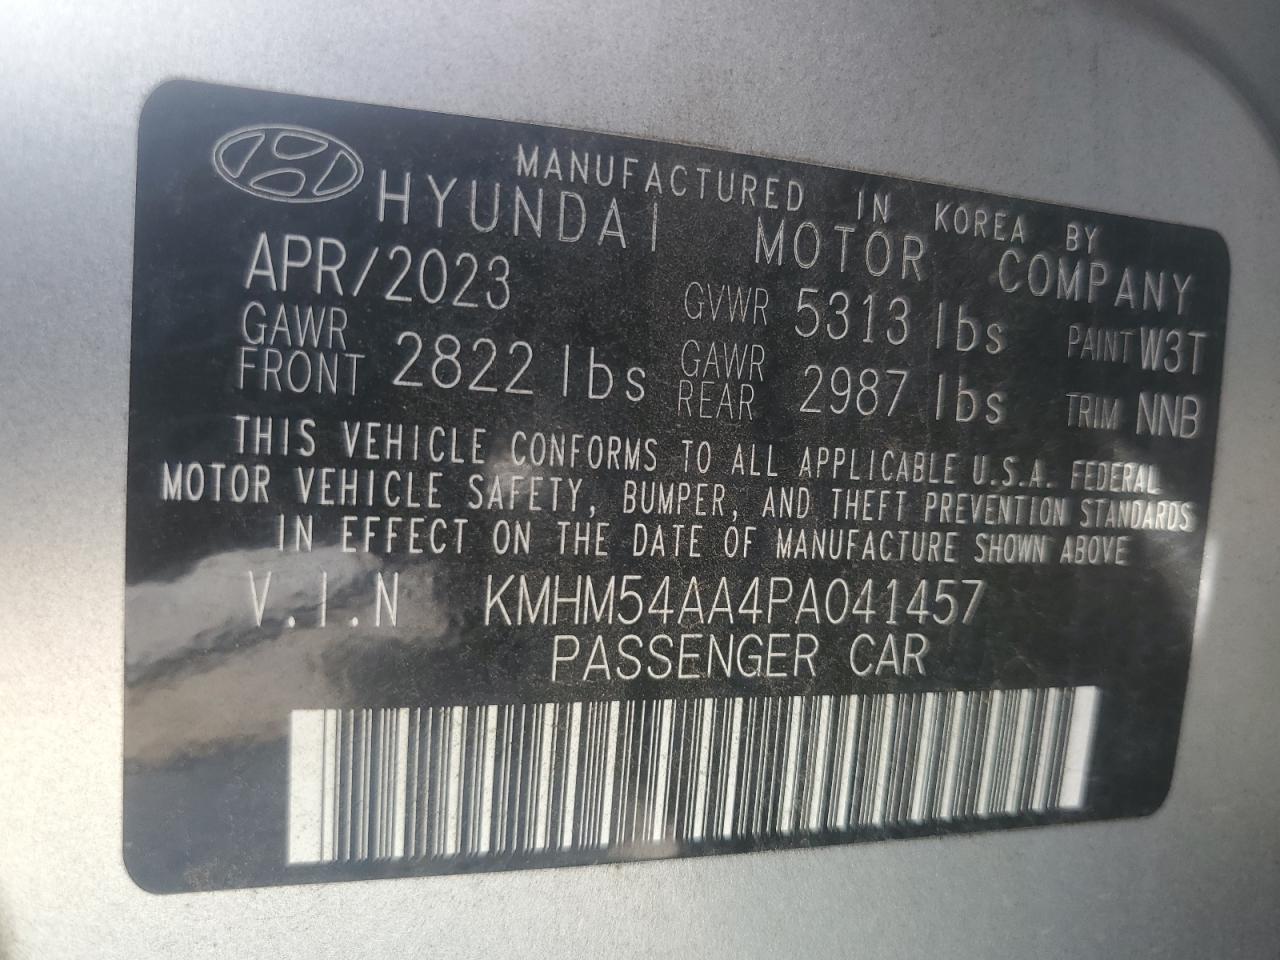 MANUFACTURED IN KOREA BY
HYUNDAI MOTOR COMPANY
APR/2023 GVWR 5313 lbs PAINT W3T
GAWR FRONT 2822 lbs GAWR REAR 2987 lbs TRIM NNB
THIS VEHICLE CONFORMS TO ALL APPLICABLE U.S.A. FEDERAL
MOTOR VEHICLE SAFETY, BUMPER, AND THEFT PREVENTION STANDARDS
IN EFFECT ON THE DATE OF MANUFACTURE SHOWN ABOVE
V.I.N KMHM54AA4PA041457
PASSENGER CAR